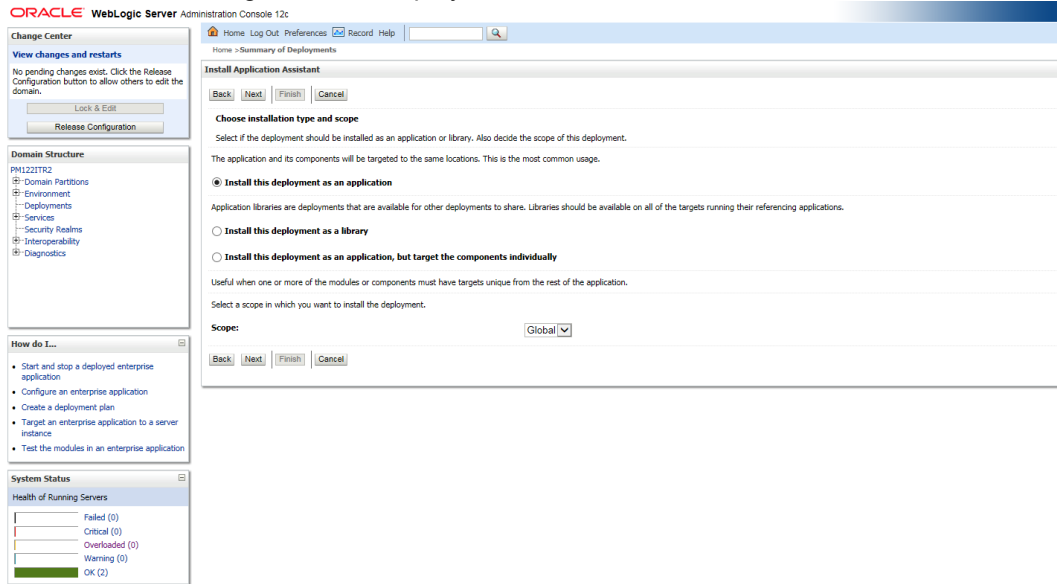 ORACLE WebLogic Server Administration Console 12c
Change Center
View changes and restarts
No pending changes exist. Click the Release
Configuration button to allow others to edit the
domain.
Lock & Edit
Release Configuration
Domain Structure
PM122ITR2
Domain Partitions
Environment
Deployments
Services
Security Realms
Interoperability
Diagnostics
How do I...
Start and stop a deployed enterprise
application
Configure an enterprise application
Create a deployment plan
Target an enterprise application to a server
instance
Test the modules in an enterprise application
System Status
Health of Running Servers
Failed (0)
Critical (0)
Overloaded (0)
Warning (0)
OK (2)
Home Log Out Preferences Record Help
Home >Summary of Deployments
Install Application Assistant
Back Next Finish Cancel
Choose installation type and scope
Select if the deployment should be installed as an application or library. Also decide the scope of this deployment.
The application and its components will be targeted to the same locations. This is the most common usage.
Install this deployment as an application
Application libraries are deployments that are available for other deployments to share. Libraries should be available on all of the targets running their referencing applications.
Install this deployment as a library
Install this deployment as an application, but target the components individually
Useful when one or more of the modules or components must have targets unique from the rest of the application.
Select a scope in which you want to install the deployment.
Scope: Global
Back Next Finish Cancel